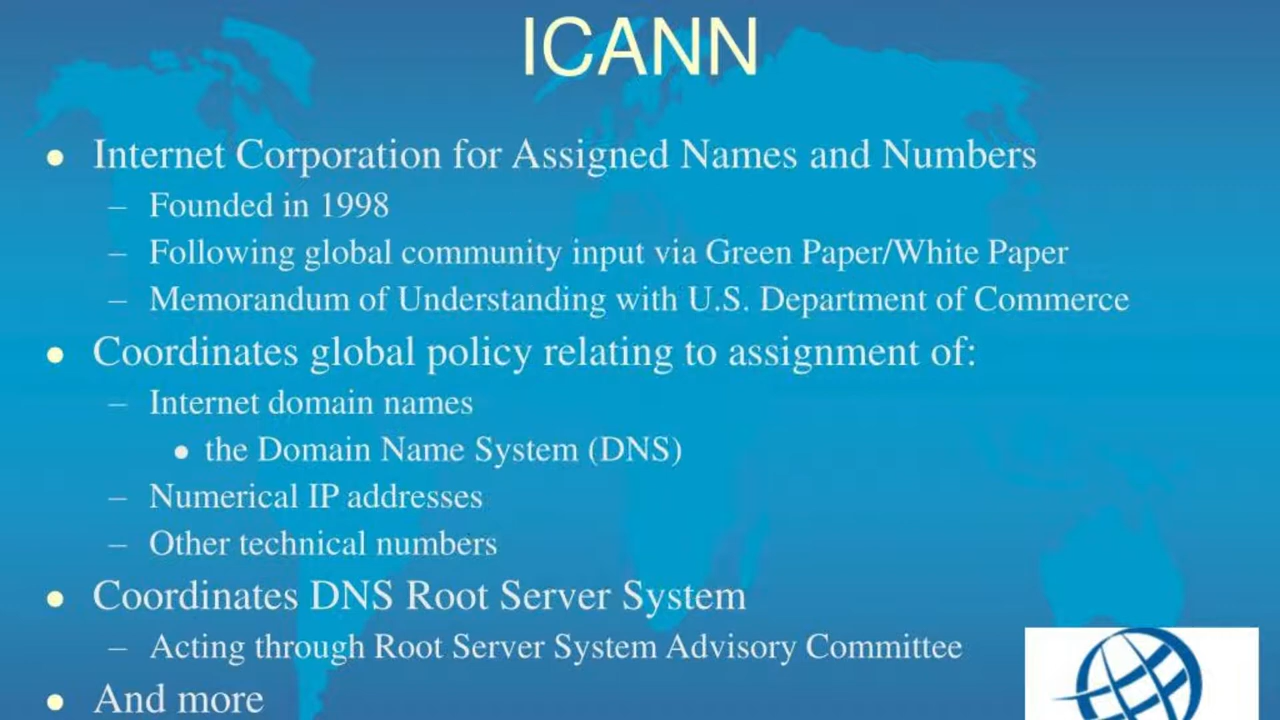 ICANN
• Internet Corporation for Assigned Names and Numbers
– Founded in 1998
– Following global community input via Green Paper/White Paper
– Memorandum of Understanding with U.S. Department of Commerce
• Coordinates global policy relating to assignment of:
– Internet domain names
• the Domain Name System (DNS)
– Numerical IP addresses
– Other technical numbers
• Coordinates DNS Root Server System
– Acting through Root Server System Advisory Committee
• And more